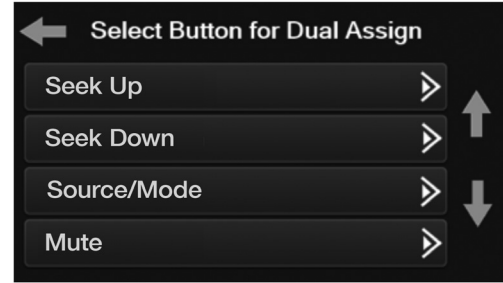 Select Button for Dual Assign
Seek Up
Seek Down
Source/Mode
Mute